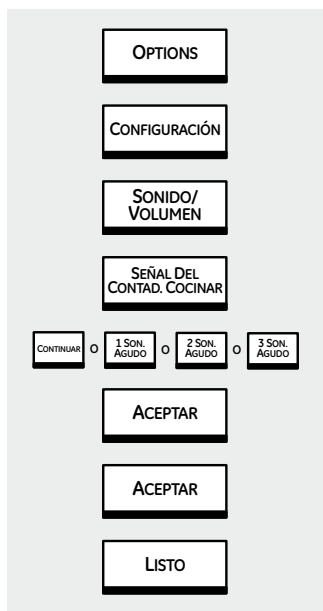 OPTIONS
CONFIGURACIÓN
SONIDO/
VOLUMEN
SEÑAL DEL
CONTAD. COCINAR
CONTINUAR O 1 SON. AGUDO O 2 SON. AGUDO O 3 SON. AGUDO
ACEPTAR
ACEPTAR
LISTO